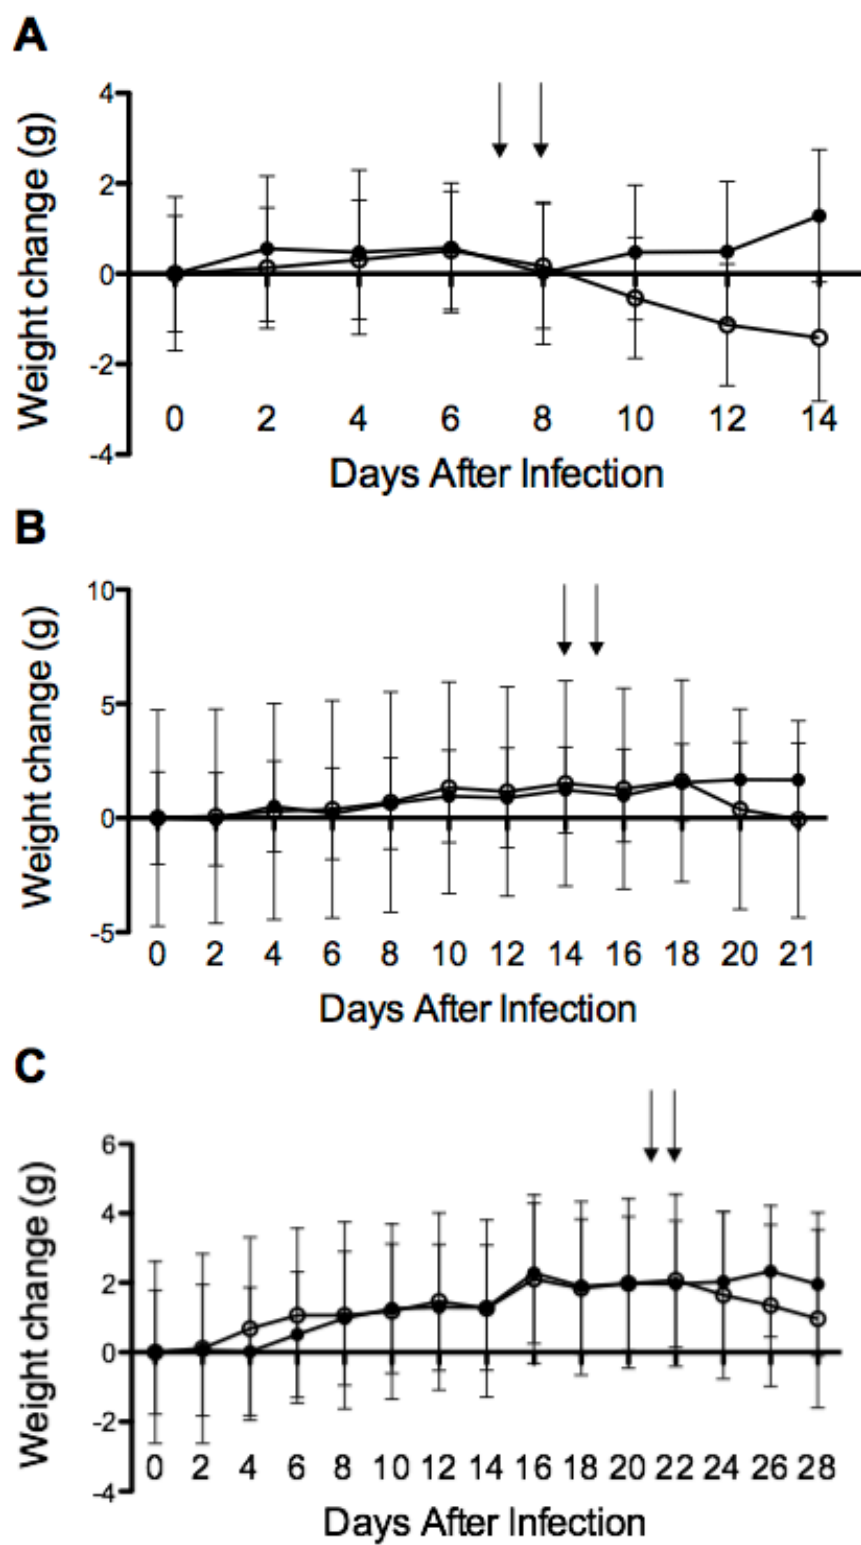 A
Weight change (g)
4
2
0
-2
-4
0 2 4 6 8 10 12 14
Days After Infection
B
Weight change (g)
10
5
0
-5
0 2 4 6 8 10 12 14 16 18 20 21
Days After Infection
C
Weight change (g)
6
4
2
0
-2
-4
0 2 4 6 8 10 12 14 16 18 20 22 24 26 28
Days After Infection